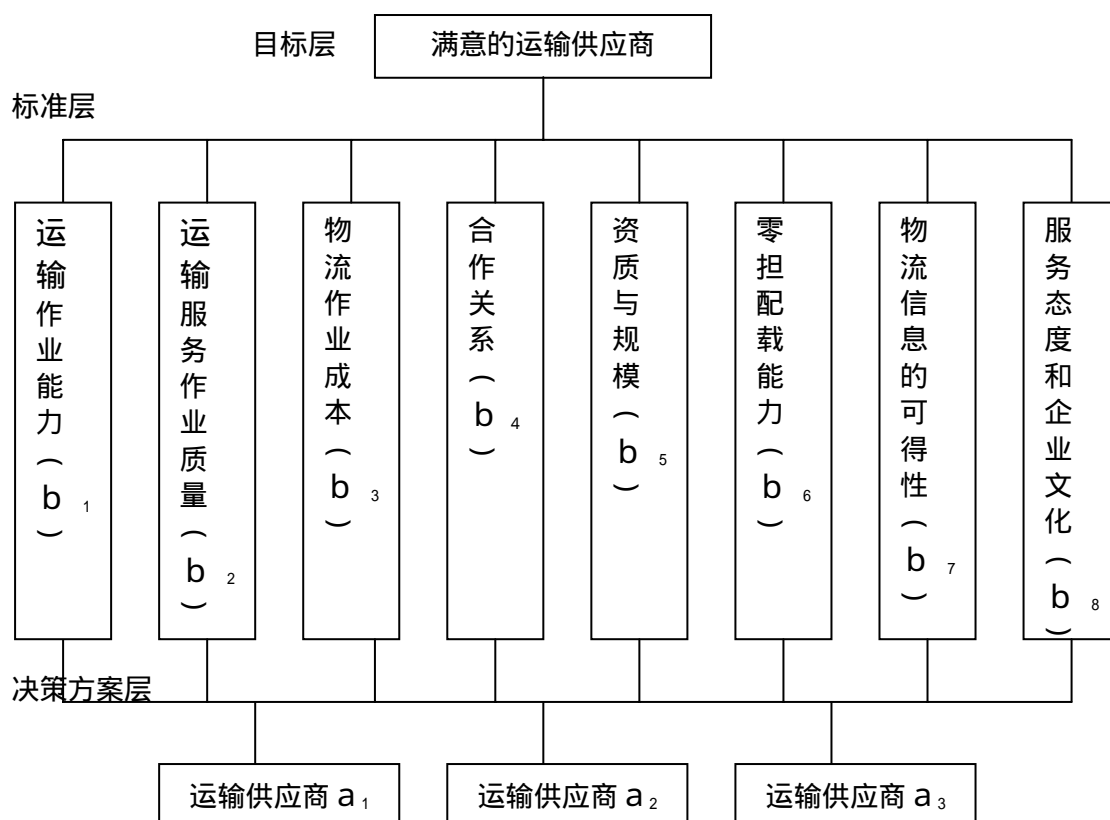 目标层
满意的运输供应商
标准层
运输作业能力(b1)
运输服务作业质量(b2)
物流作业成本(b3)
合作关系(b4)
资质与规模(b5)
零担配载能力(b6)
物流信息的可得性(b7)
服务态度和企业文化(b8)
决策方案层
运输供应商 a1
运输供应商 a2
运输供应商 a3